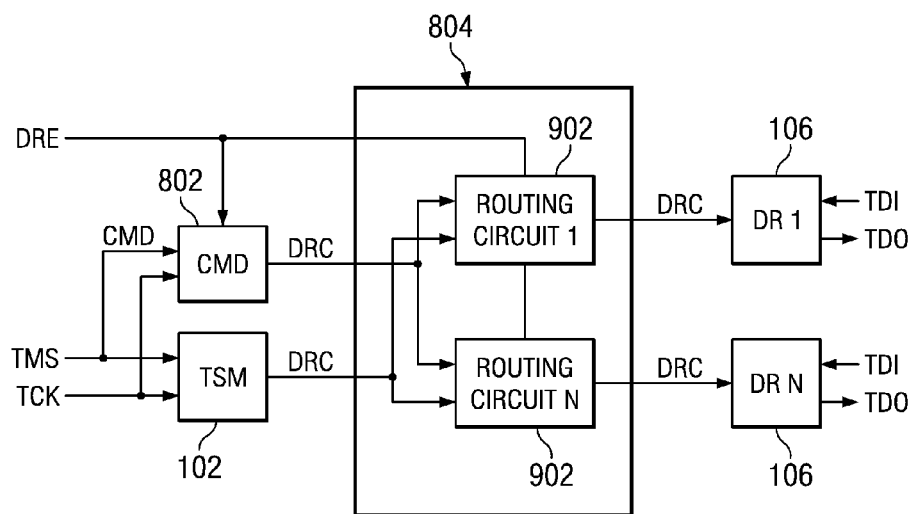 804
DRE
902
106
802
ROUTING
CIRCUIT 1
DRC
DR 1
TDI
TDO
CMD
CMD
DRC
TMS
TCK
TSM
DRC
ROUTING
CIRCUIT N
DRC
DR N
TDI
TDO
102
902
106